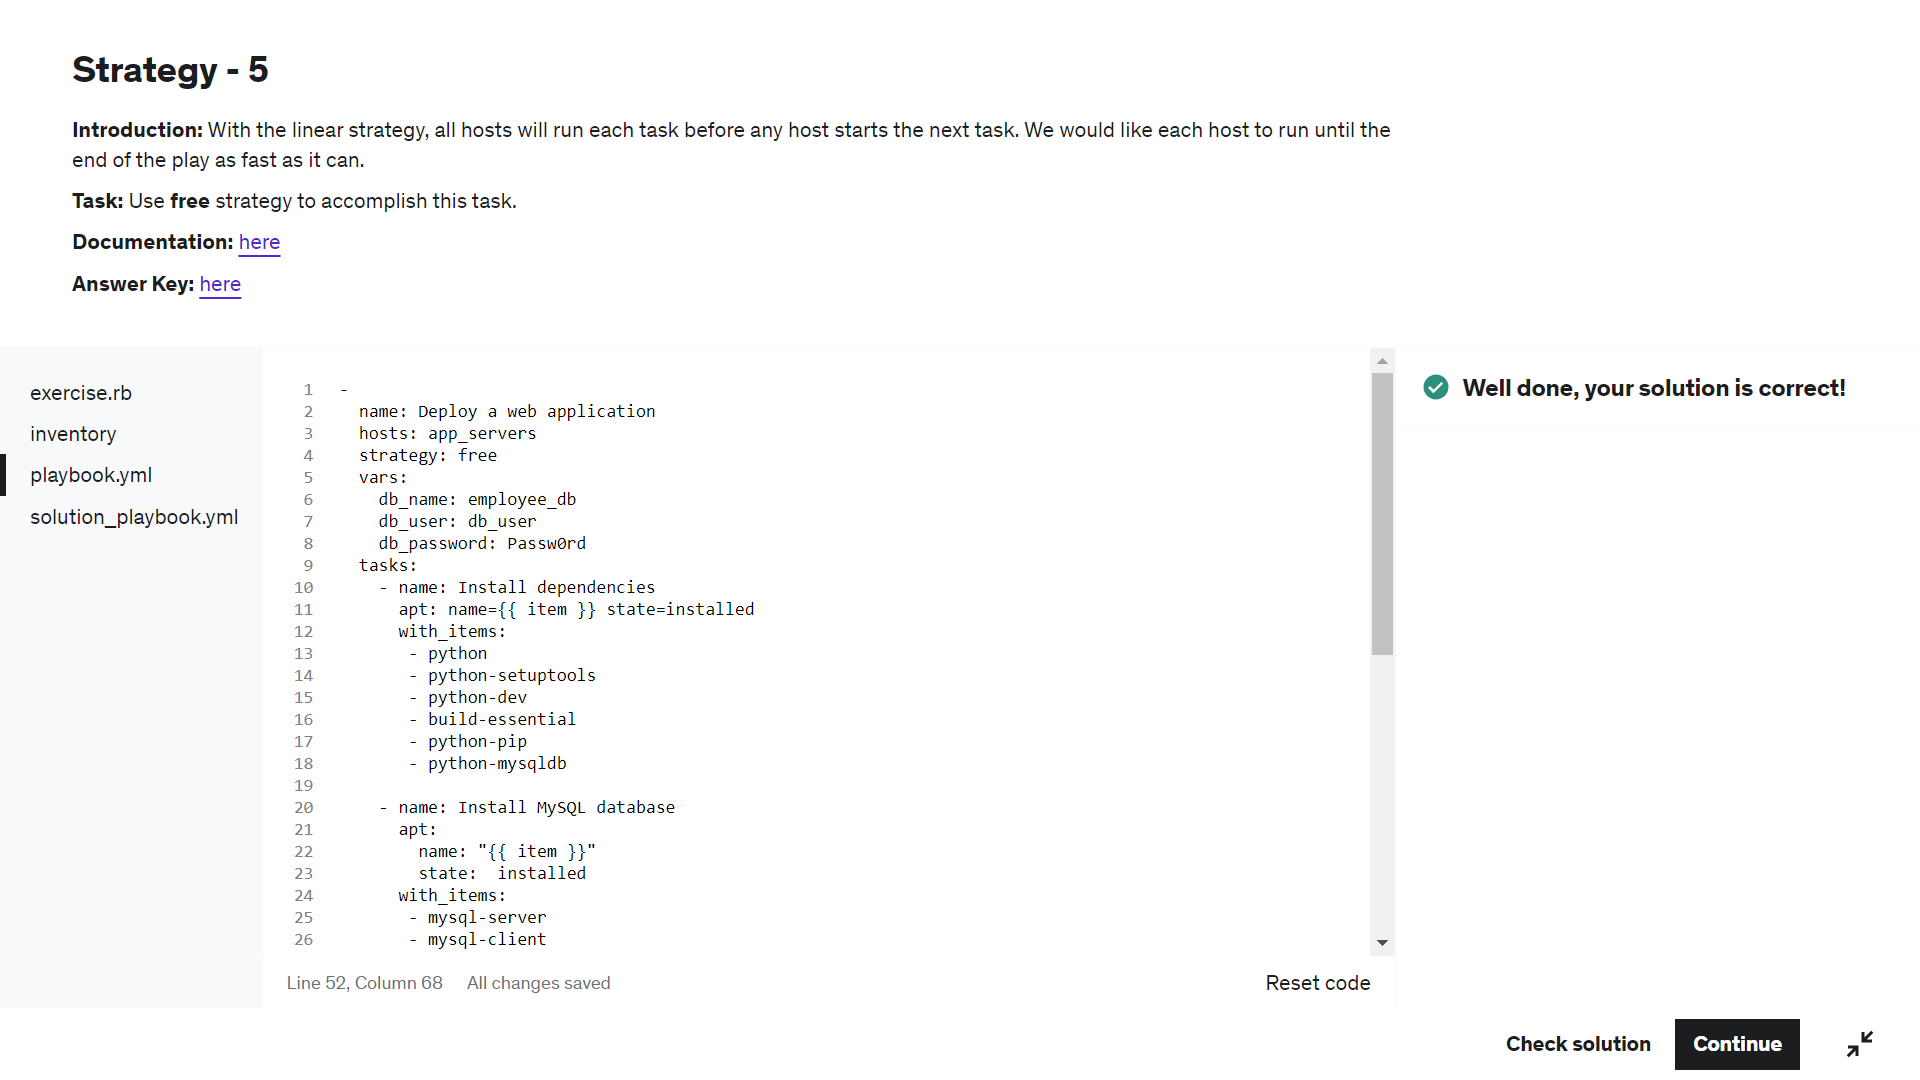 Strategy - 5
Introduction: With the linear strategy, all hosts will run each task before any host starts the next task. We would like each host to run until the
end of the play as fast as it can.
Task: Use free strategy to accomplish this task.
Documentation: here
Answer Key: here
exercise.rb
inventory
playbook.yml
solution_playbook.yml
1 -
2 name: Deploy a web application
3 hosts: app_servers
4 strategy: free
5 vars:
6 db_name: employee_db
7 db_user: db_user
8 db_password: Passw0rd
9 tasks:
10 - name: Install dependencies
11 apt: name={{ item }} state=installed
12 with_items:
13 - python
14 - python-setuptools
15 - python-dev
16 - build-essential
17 - python-pip
18 - python-mysqldb
19
20 - name: Install MySQL database
21 apt:
22 name: "{{ item }}"
23 state:  installed
24 with_items:
25 - mysql-server
26 - mysql-client
Line 52, Column 68 All changes saved
Reset code
Well done, your solution is correct!
Check solution
Continue